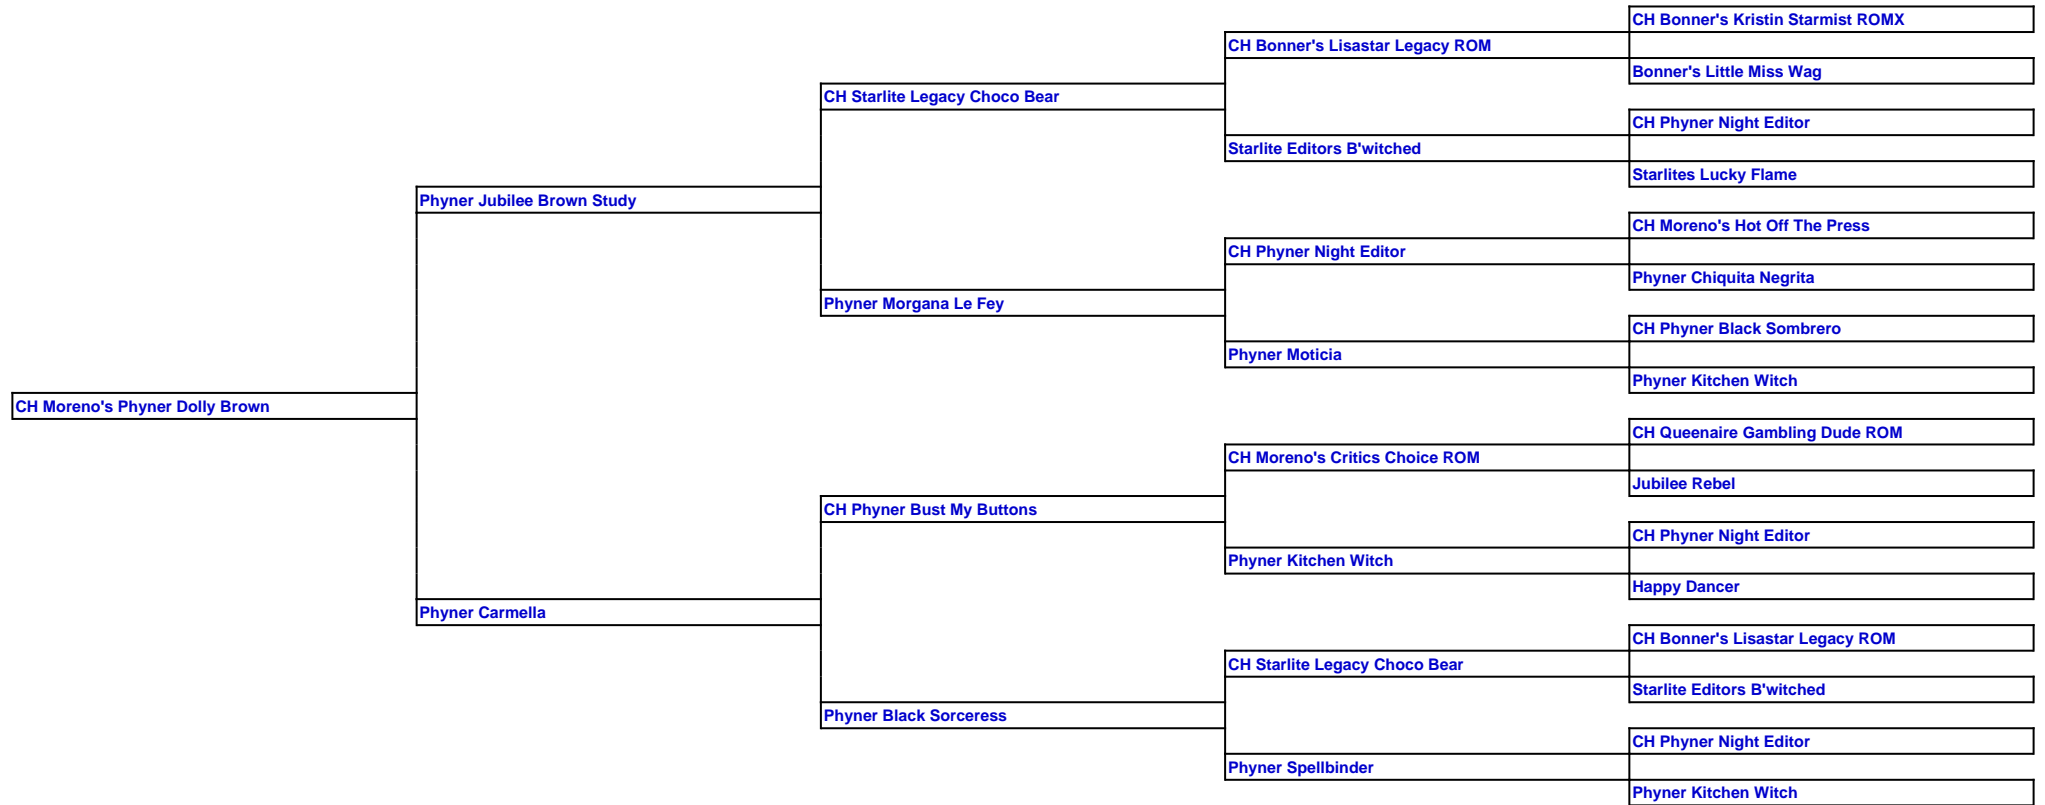 CH Bonner's Kristin Starmist ROMX
CH Bonner's Lisastar Legacy ROM
Bonner's Little Miss Wag
CH Starlite Legacy Choco Bear
CH Phyner Night Editor
Starlite Editors B'witched
Starlites Lucky Flame
Phyner Jubilee Brown Study
CH Moreno's Hot Off The Press
CH Phyner Night Editor
Phyner Chiquita Negrita
Phyner Morgana Le Fey
CH Phyner Black Sombrero
Phyner Moticia
Phyner Kitchen Witch
CH Moreno's Phyner Dolly Brown
CH Queenaire Gambling Dude ROM
CH Moreno's Critics Choice ROM
Jubilee Rebel
CH Phyner Bust My Buttons
CH Phyner Night Editor
Phyner Kitchen Witch
Happy Dancer
Phyner Carmella
CH Bonner's Lisastar Legacy ROM
CH Starlite Legacy Choco Bear
Starlite Editors B'witched
Phyner Black Sorceress
CH Phyner Night Editor
Phyner Spellbinder
Phyner Kitchen Witch